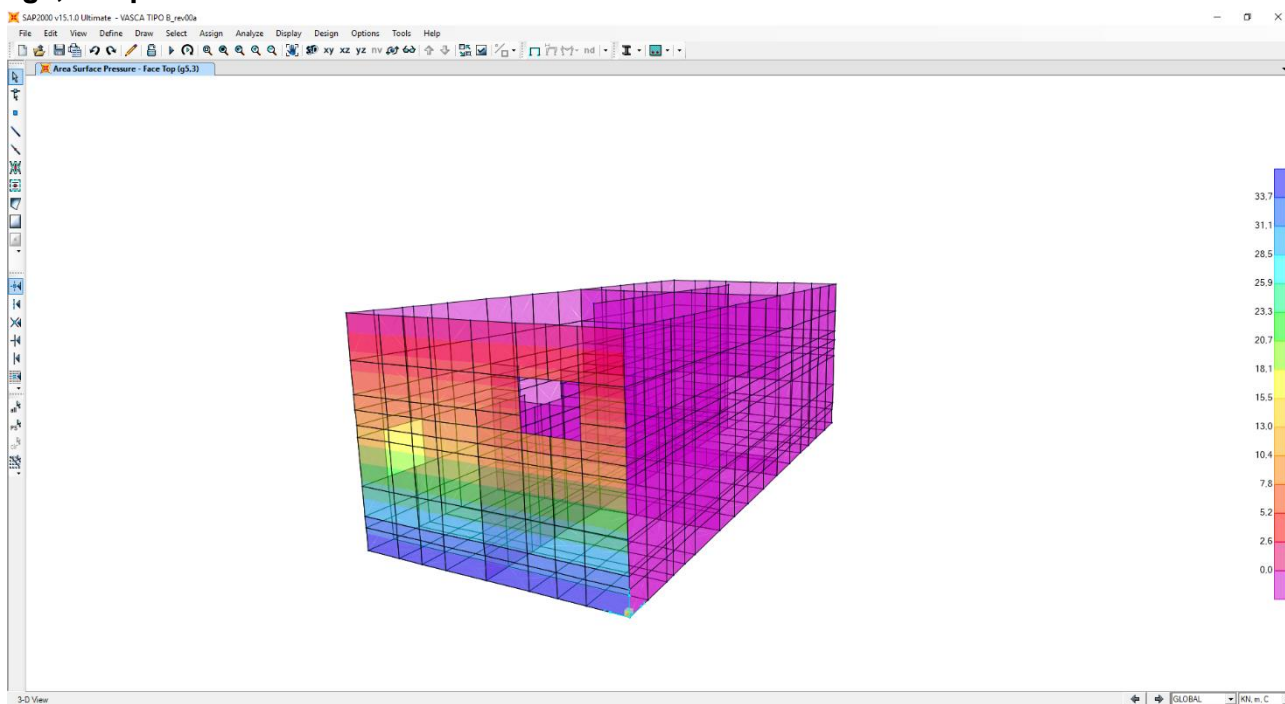 SAP2000 v15.1.0 Ultimate - VASCA TIPO B_rev00a
File Edit View Define Draw Select Assign Analyze Display Design Options Tools Help
xy xz yz nv nd
Area Surface Pressure - Face Top (g5.3)
33.7
31.1
28.5
25.9
23.3
20.7
18.1
15.5
13.0
10.4
7.8
5.2
2.6
0.0
3-D View
GLOBAL
KN, m, C